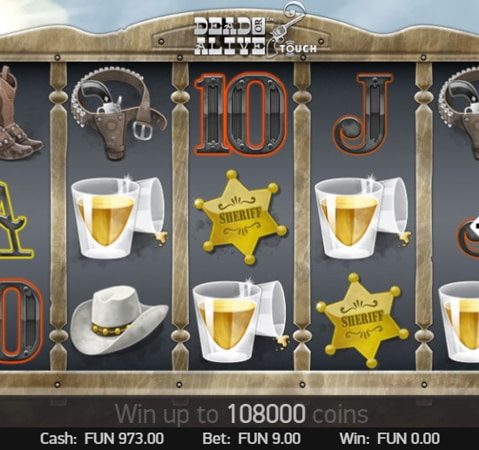 DEAD OR
ALIVE TOUCH
10 J
A SHERIFF
SHERIFF
Win up to 108000 coins
Cash: FUN 973.00 Bet: FUN 9.00 Win: FUN 0.00